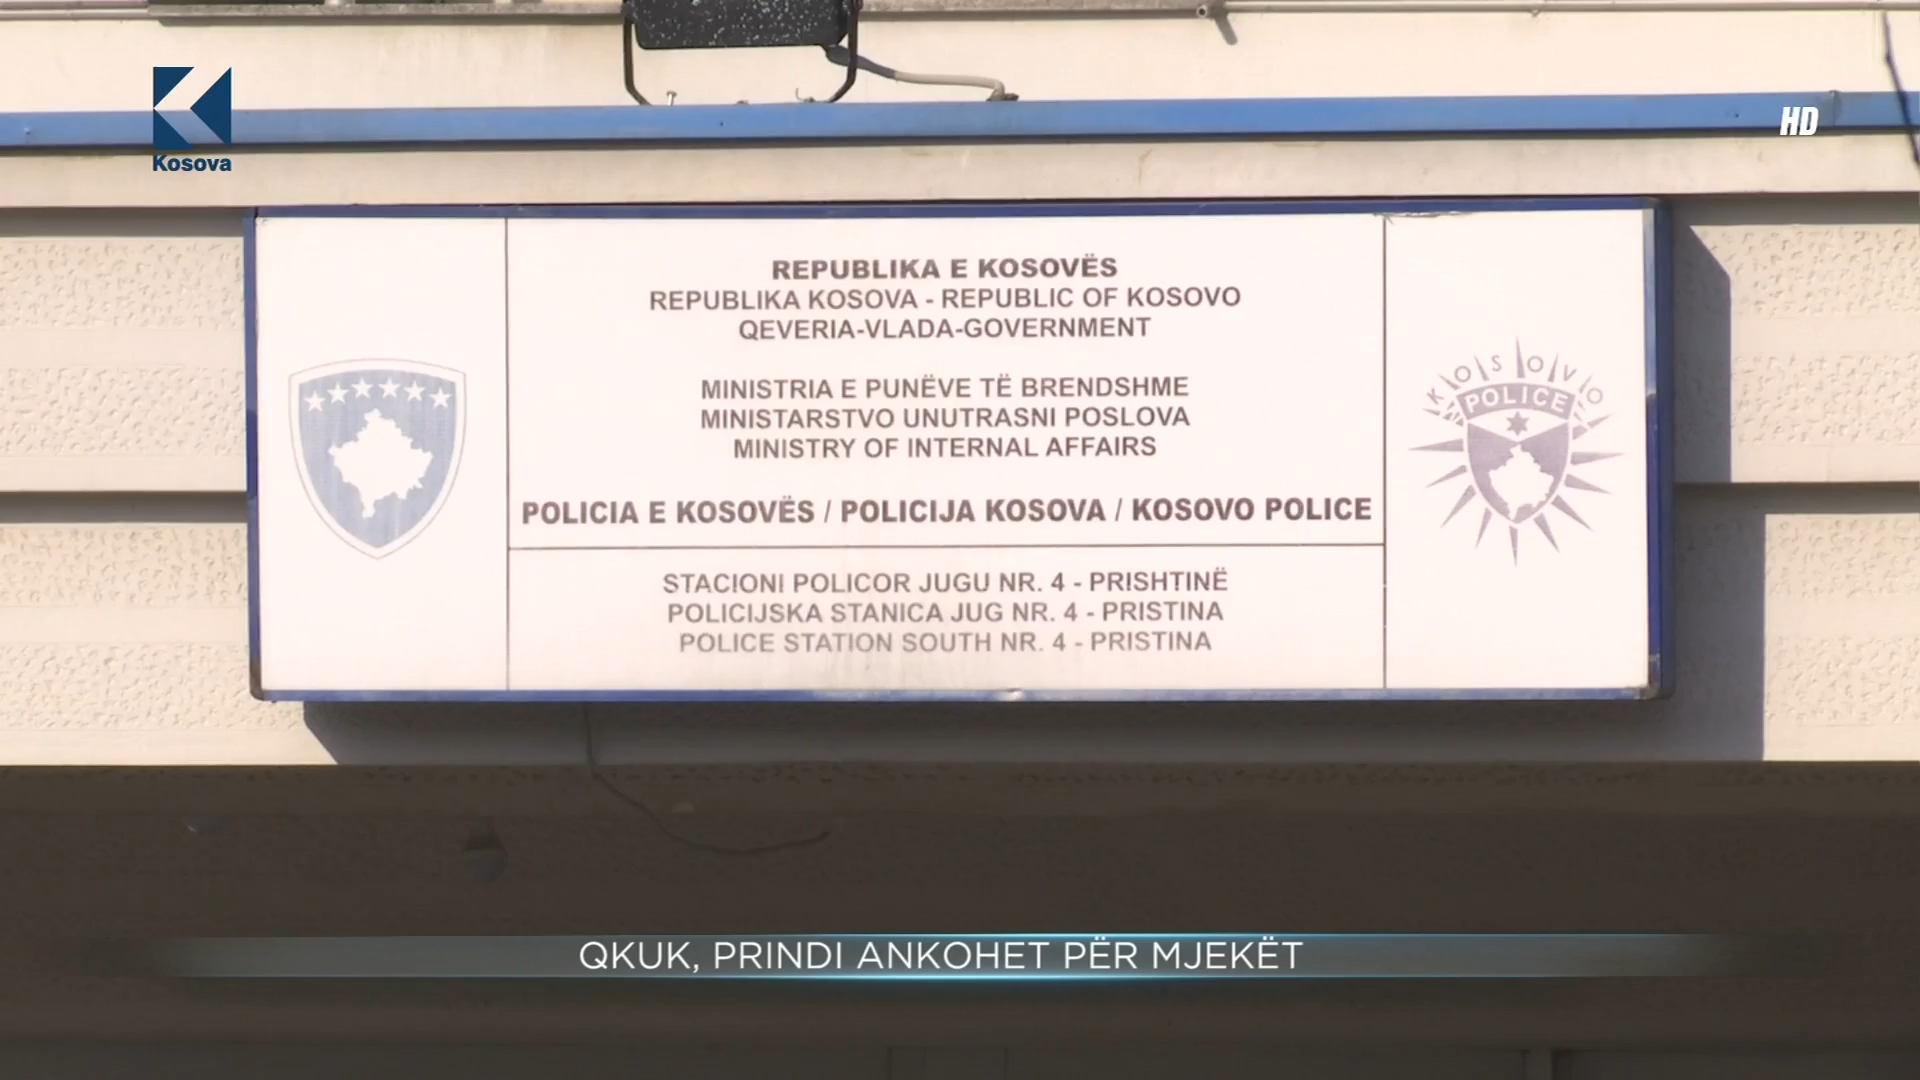 Kosova
HD
REPUBLIKA E KOSOVËS
REPUBLIKA KOSOVA - REPUBLIC OF KOSOVO
QEVERIA-VLADA-GOVERNMENT
MINISTRIA E PUNËVE TË BRENDSHME
MINISTARSTVO UNUTRASNI POSLOVA
MINISTRY OF INTERNAL AFFAIRS
POLICIA E KOSOVËS / POLICIJA KOSOVA / KOSOVO POLICE
STACIONI POLICOR JUGU NR. 4 - PRISHTINË
POLICIJSKA STANICA JUG NR. 4 - PRISTINA
POLICE STATION SOUTH NR. 4 - PRISTINA
KOSOVO
POLICE
QKUK, PRINDI ANKOHET PËR MJEKËT